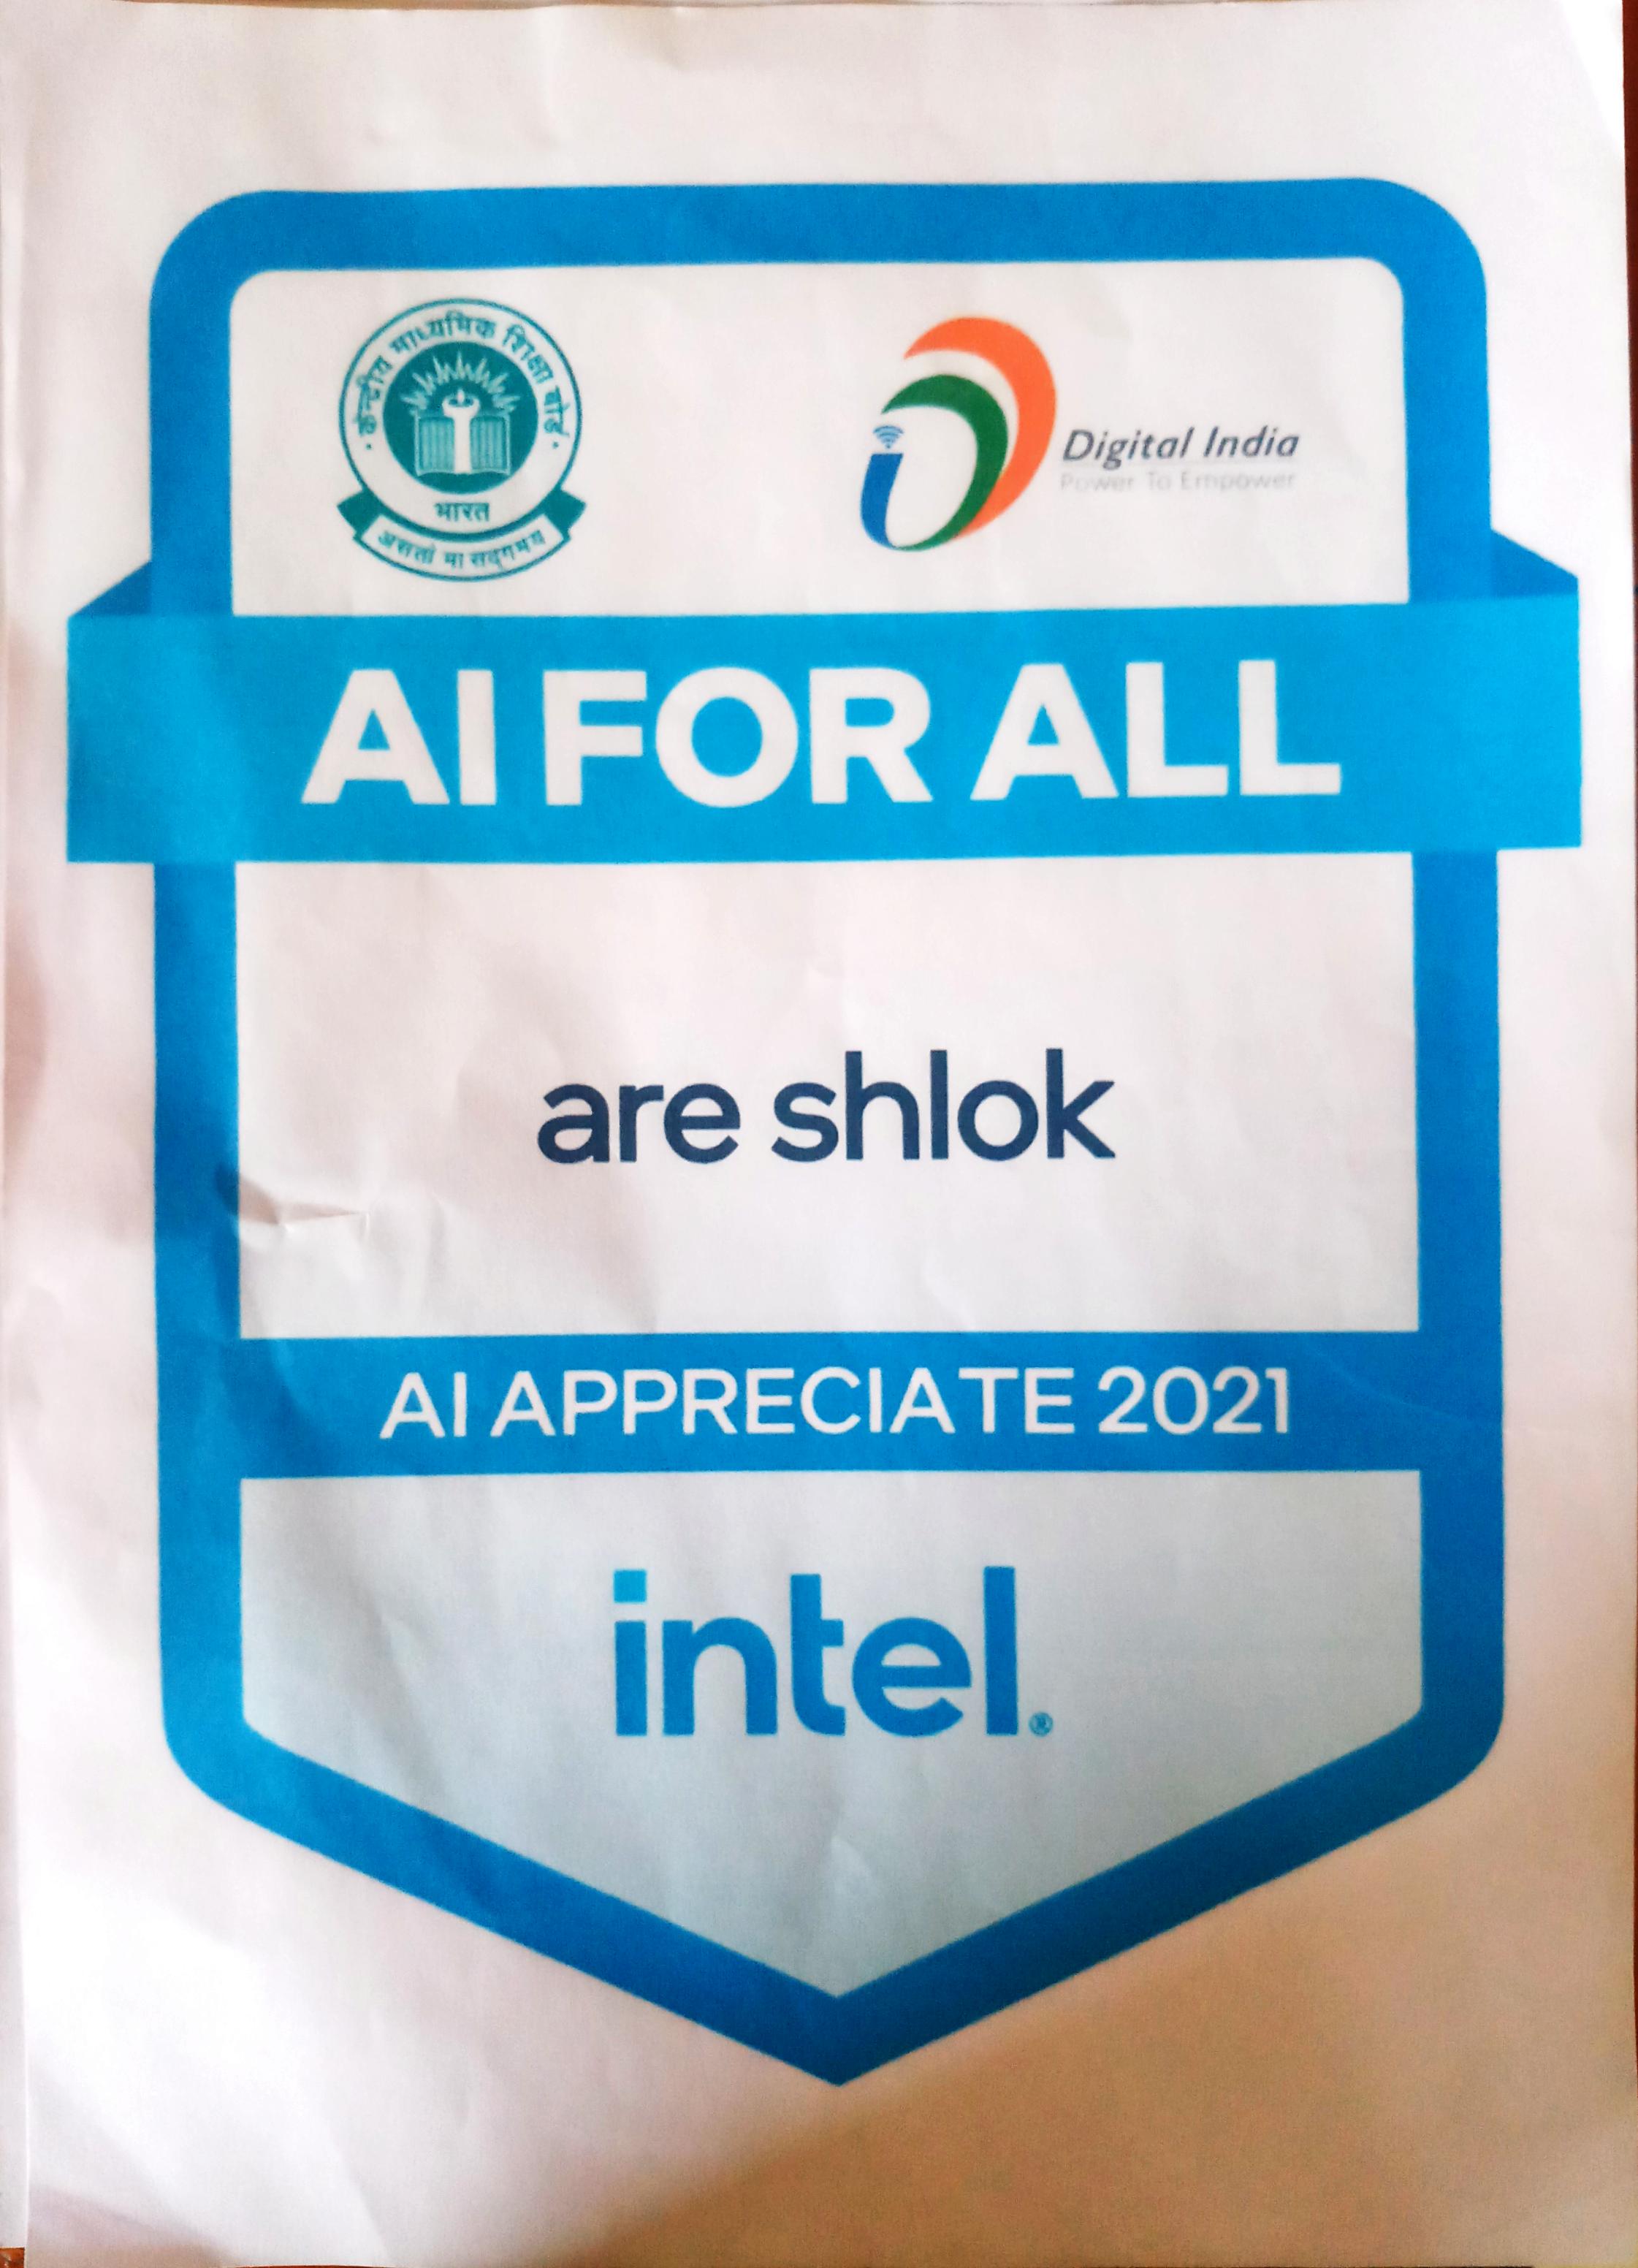 केन्द्रीय माध्यमिक शिक्षा बोर्ड
भारत
असतो मा सद्गमय
Digital India
Power To Empower
AI FOR ALL
are shlok
AI APPRECIATE 2021
intel®